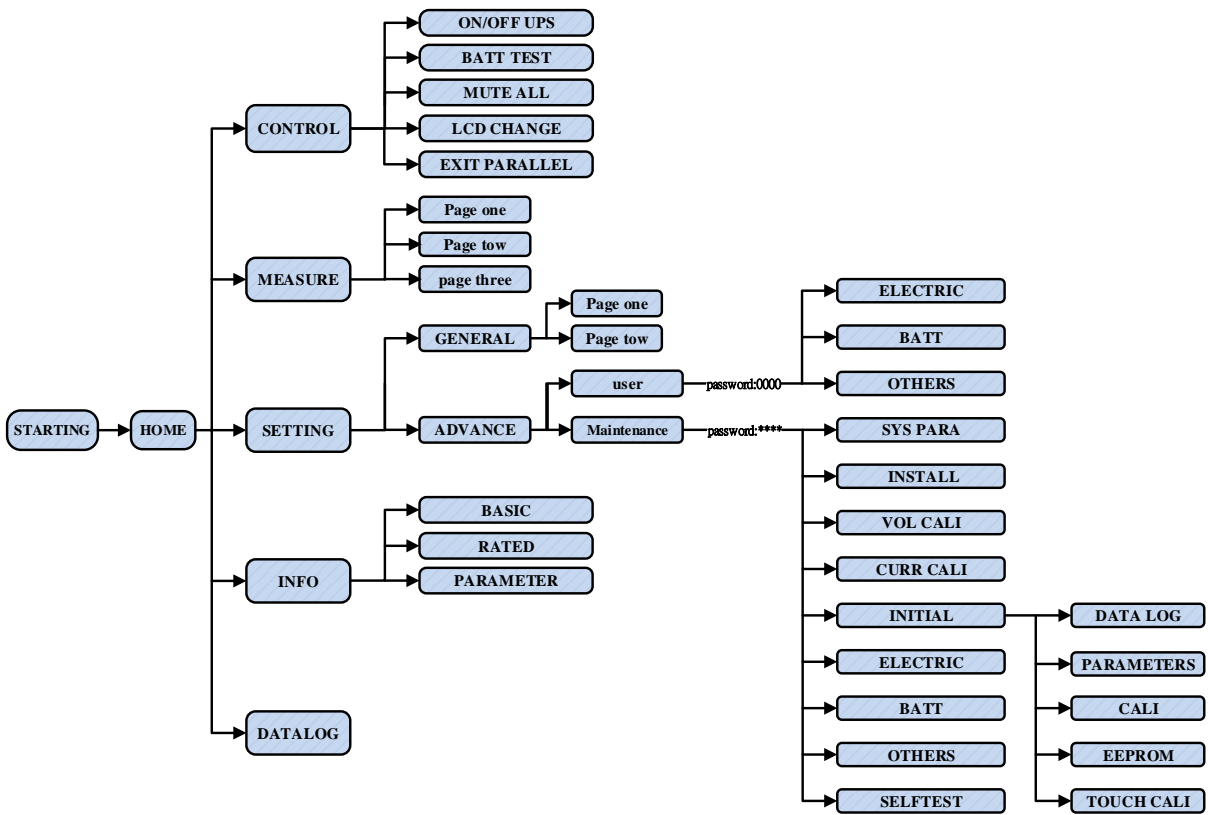 STARTING
HOME
CONTROL
ON/OFF UPS
BATT TEST
MUTE ALL
LCD CHANGE
EXIT PARALLEL
MEASURE
Page one
Page tow
page three
SETTING
GENERAL
Page one
Page tow
ADVANCE
user
password:0000
ELECTRIC
BATT
OTHERS
Maintenance
password:****
SYS PARA
INSTALL
VOL CALI
CURR CALI
INITIAL
DATA LOG
PARAMETERS
CALI
EEPROM
TOUCH CALI
ELECTRIC
BATT
OTHERS
SELFTEST
INFO
BASIC
RATED
PARAMETER
DATALOG